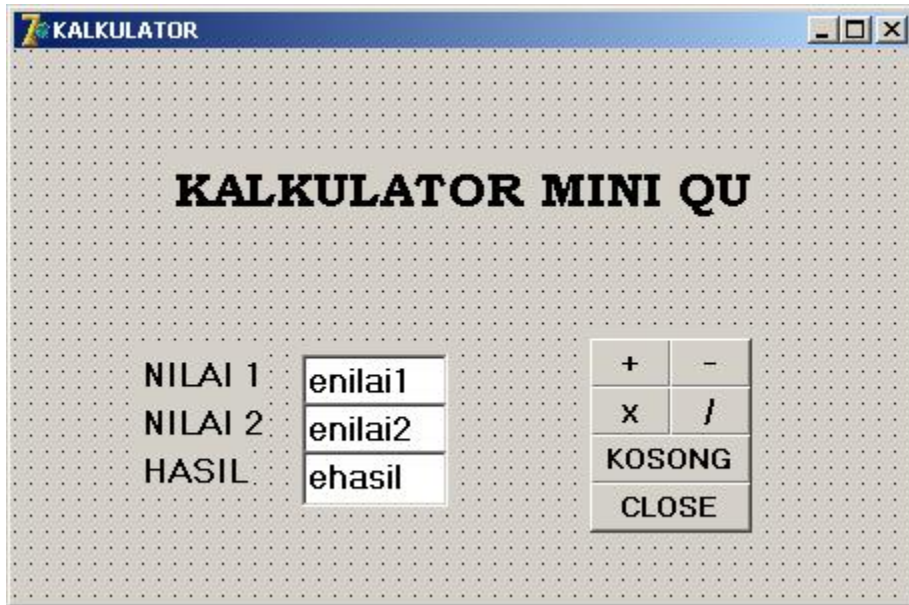 KALKULATOR
KALKULATOR MINI QU
NILAI 1 enilai1
NILAI 2 enilai2
HASIL ehasil
+ -
x /
KOSONG
CLOSE